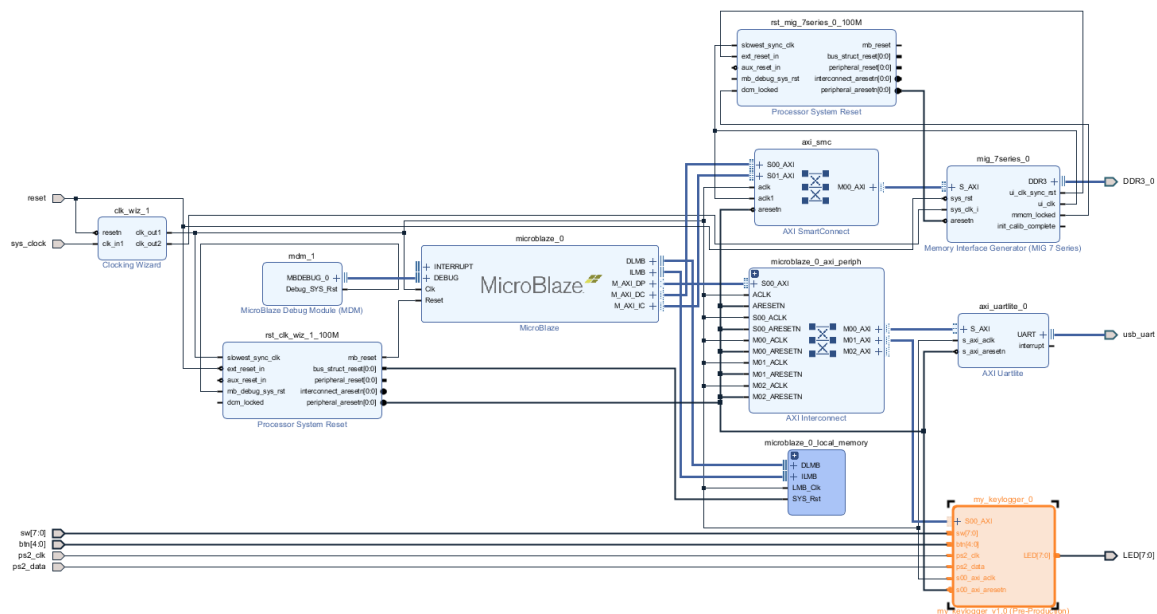 rst_mig_7series_0_100M
slowest_sync_clk
ext_reset_in
aux_reset_in
mb_debug_sys_rst
dcm_locked
mb_reset
bus_struct_reset[0:0]
peripheral_reset[0:0]
interconnect_aresetn[0:0]
peripheral_aresetn[0:0]
Processor System Reset
axi_smc
S00_AXI
S01_AXI
aclk
aclk1
aresetn
M00_AXI
AXI SmartConnect
mig_7series_0
S_AXI
sys_rst
sys_clk_i
aresetn
DDR3
ui_clk_sync_rst
ui_clk
mmcm_locked
init_calib_complete
Memory Interface Generator (MIG 7 Series)
DDR3_0
reset
sys_clock
clk_wiz_1
resetn
clk_in1
clk_out1
clk_out2
Clocking Wizard
mdm_1
MBDEBUG_0
Debug_SYS_Rst
MicroBlaze Debug Module (MDM)
microblaze_0
INTERRUPT
DEBUG
Clk
Reset
MicroBlaze
DLMB
ILMB
M_AXI_DP
M_AXI_DC
M_AXI_IC
MicroBlaze
rst_clk_wiz_1_100M
slowest_sync_clk
ext_reset_in
aux_reset_in
mb_debug_sys_rst
dcm_locked
mb_reset
bus_struct_reset[0:0]
peripheral_reset[0:0]
interconnect_aresetn[0:0]
peripheral_aresetn[0:0]
Processor System Reset
microblaze_0_axi_periph
S00_AXI
ACLK
ARESETN
S00_ACLK
S00_ARESETN
M00_ACLK
M00_ARESETN
M01_ACLK
M01_ARESETN
M02_ACLK
M02_ARESETN
M00_AXI
M01_AXI
M02_AXI
AXI Interconnect
axi_uartlite_0
S_AXI
s_axi_aclk
s_axi_aresetn
UART
interrupt
AXI Uartlite
usb_uart
microblaze_0_local_memory
DLMB
ILMB
LMB_Clk
SYS_Rst
sw[7:0]
btn[4:0]
ps2_clk
ps2_data
my_keylogger_0
S00_AXI
sw[7:0]
btn[4:0]
ps2_clk
ps2_data
s00_axi_aclk
s00_axi_aresetn
LED[7:0]
my_keylogger_v1.0 (Pre-Production)
LED[7:0]